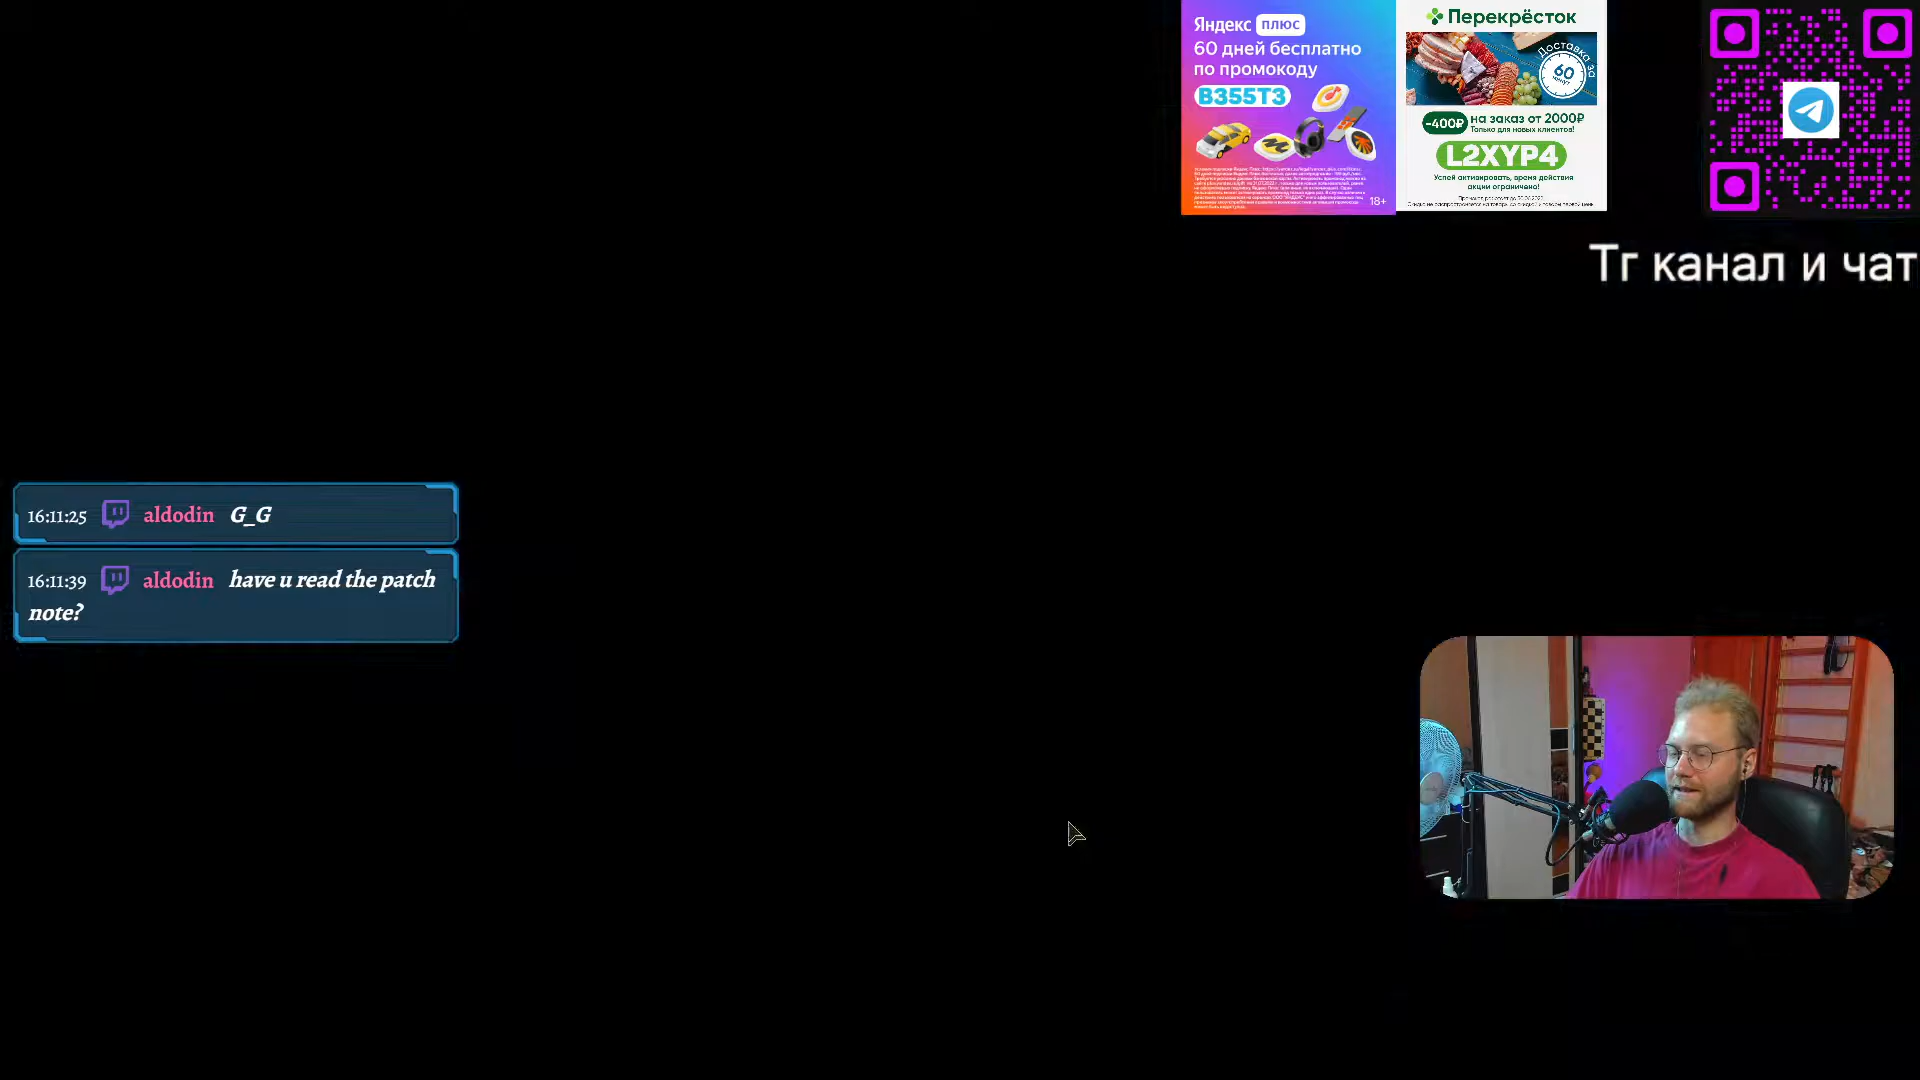 Яндекс плюс
60 дней бесплатно
по промокоду
B355T3
18+
Перекрёсток
Доставка за
60
минут
-400₽ на заказ от 2000₽
Только для новых клиентов!
L2XYP4
Успей активировать, время действия
акции ограничено!
Тг канал и чат
16:11:25 aldodin G_G
16:11:39 aldodin have u read the patch
note?